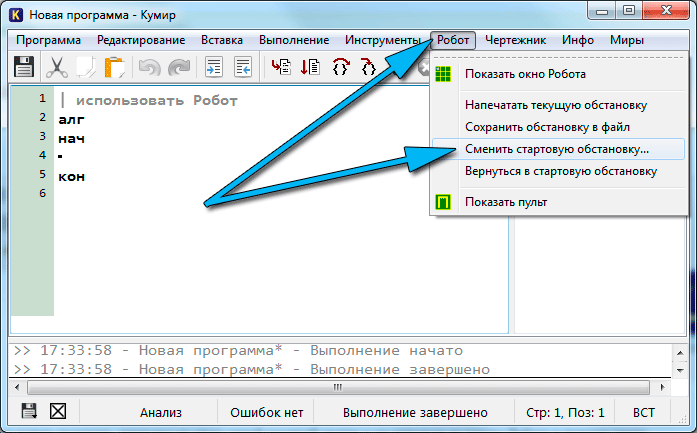 Новая программа - Кумир
Программа Редактирование Вставка Выполнение Инструменты Робот Чертежник Инфо Миры
Показать окно Робота
Напечатать текущую обстановку
Сохранить обстановку в файл
Сменить стартовую обстановку...
Вернуться в стартовую обстановку
Показать пульт
1 | использовать Робот
2 алг
3 нач
4 ▪
5 кон
6
>> 17:33:58 - Новая программа* - Выполнение начато
>> 17:33:58 - Новая программа* - Выполнение завершено
Анализ Ошибок нет Выполнение завершено Стр: 1, Поз: 1 ВСТ